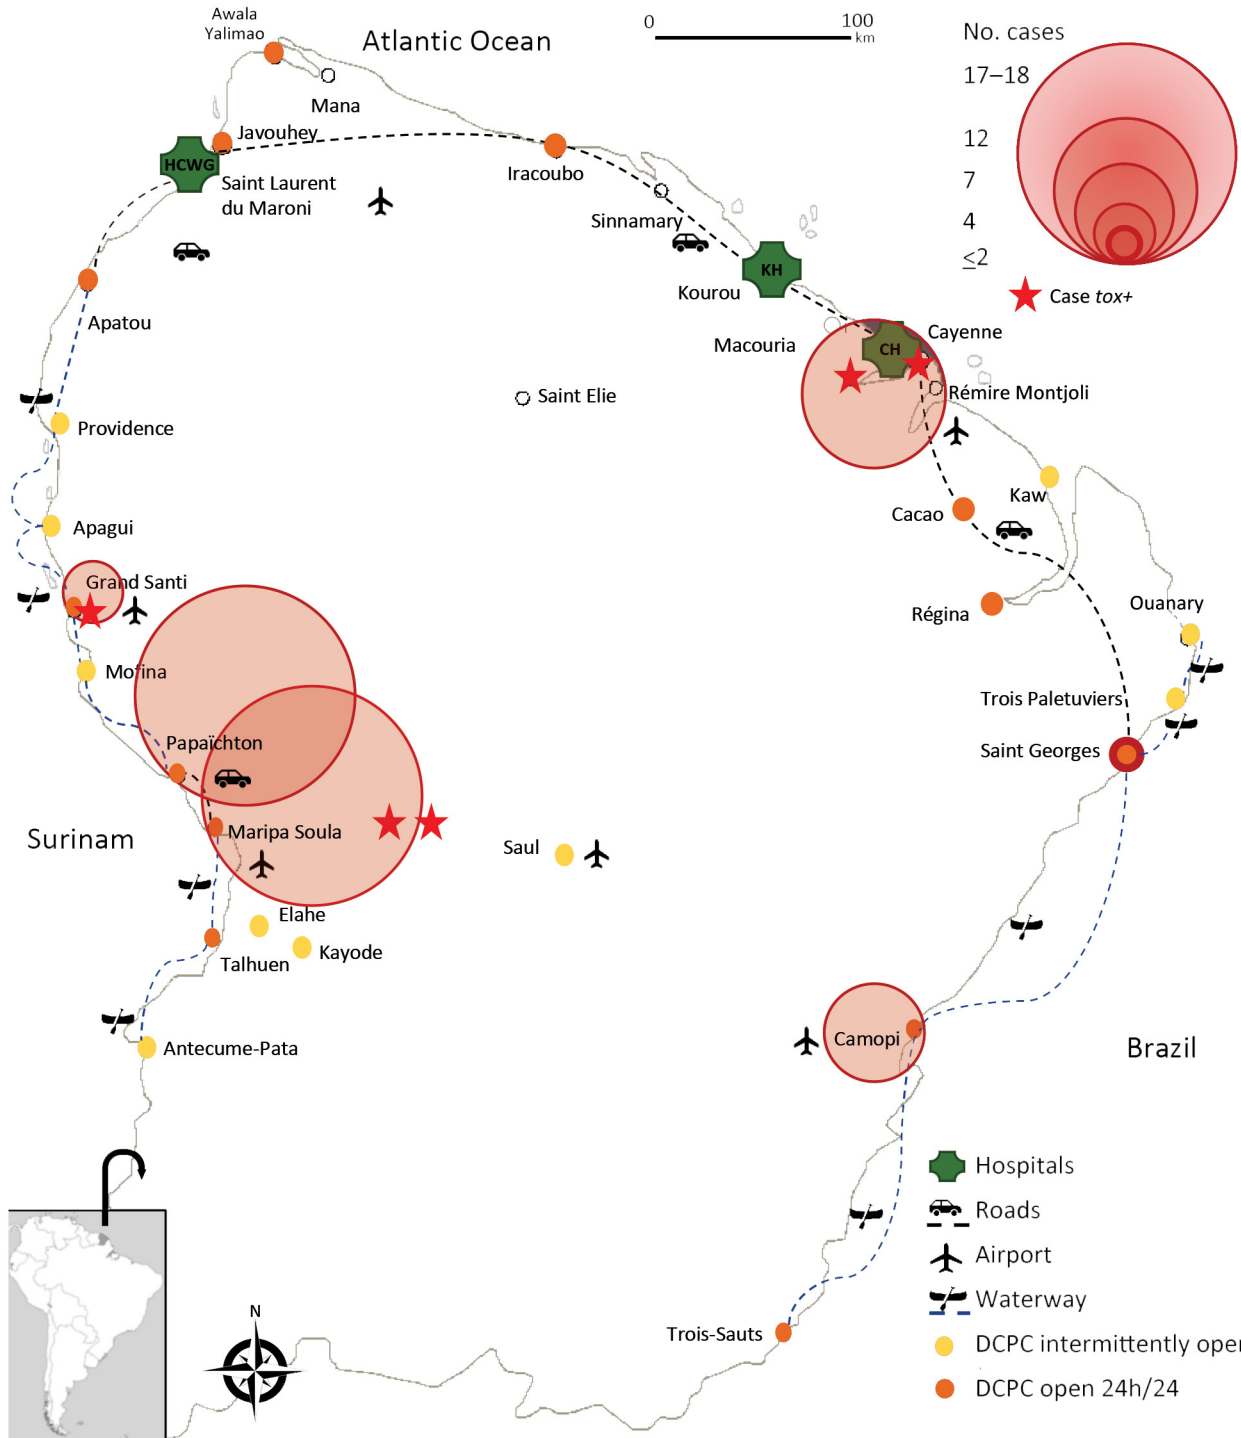 Awala
Yalimao
Atlantic Ocean
0
100
km
No. cases
17–18
12
7
4
≤2
Case tox+
Mana
Javouhey
HCWG
Saint Laurent
du Maroni
Iracoubo
Sinnamary
KH
Kourou
Apatou
Macouria
CH
Cayenne
Rémire Montjoli
Saint Elie
Providence
Kaw
Cacao
Apagui
Grand Santi
Régina
Ouanary
Mofina
Trois Paletuviers
Papaïchton
Saint Georges
Surinam
Maripa Soula
Saul
Elahe
Kayode
Talhuen
Camopi
Antecume-Pata
Brazil
Hospitals
Roads
Airport
Waterway
N
Trois-Sauts
DCPC intermittently oper
DCPC open 24h/24